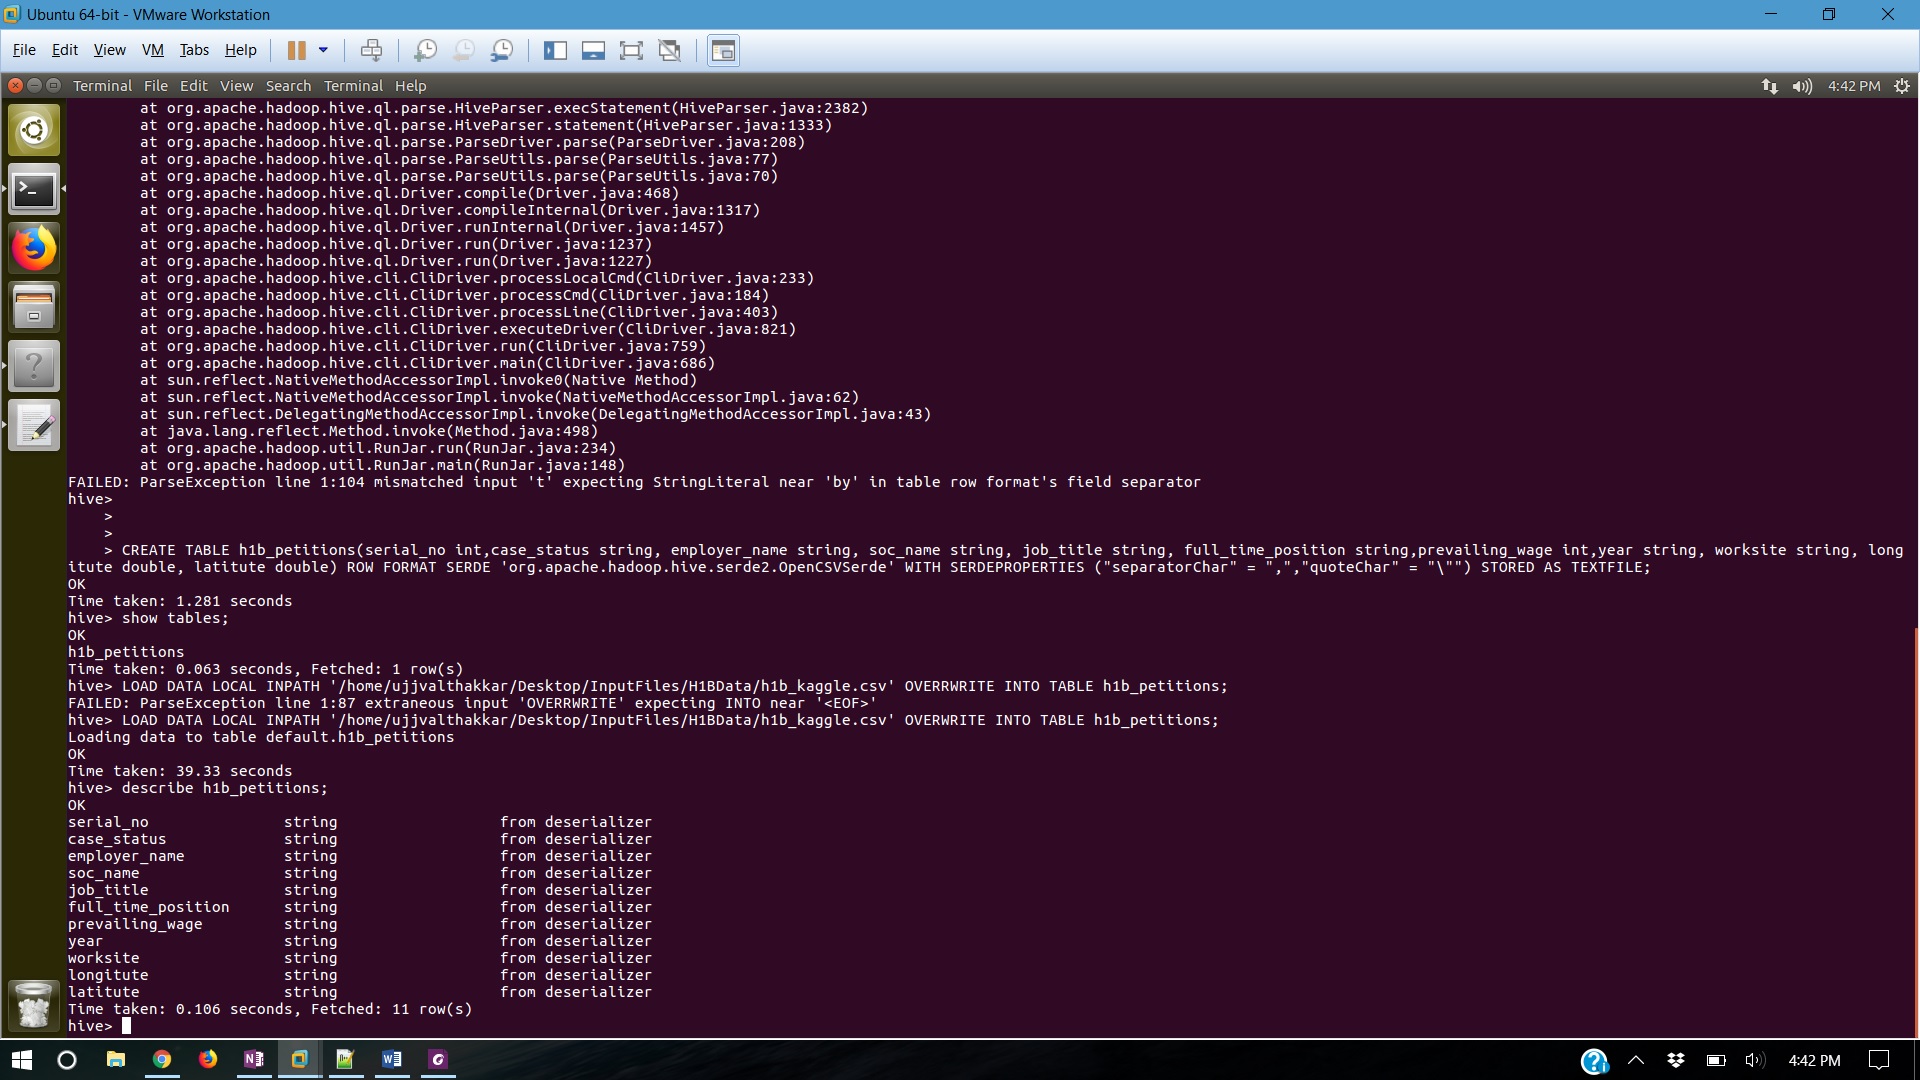 Ubuntu 64-bit - VMware Workstation
File Edit View VM Tabs Help
Terminal File Edit View Search Terminal Help 4:42 PM
at org.apache.hadoop.hive.ql.parse.HiveParser.execStatement(HiveParser.java:2382)
at org.apache.hadoop.hive.ql.parse.HiveParser.statement(HiveParser.java:1333)
at org.apache.hadoop.hive.ql.parse.ParseDriver.parse(ParseDriver.java:208)
at org.apache.hadoop.hive.ql.parse.ParseUtils.parse(ParseUtils.java:77)
at org.apache.hadoop.hive.ql.parse.ParseUtils.parse(ParseUtils.java:70)
at org.apache.hadoop.hive.ql.Driver.compile(Driver.java:468)
at org.apache.hadoop.hive.ql.Driver.compileInternal(Driver.java:1317)
at org.apache.hadoop.hive.ql.Driver.runInternal(Driver.java:1457)
at org.apache.hadoop.hive.ql.Driver.run(Driver.java:1237)
at org.apache.hadoop.hive.ql.Driver.run(Driver.java:1227)
at org.apache.hadoop.hive.cli.CliDriver.processLocalCmd(CliDriver.java:233)
at org.apache.hadoop.hive.cli.CliDriver.processCmd(CliDriver.java:184)
at org.apache.hadoop.hive.cli.CliDriver.processLine(CliDriver.java:403)
at org.apache.hadoop.hive.cli.CliDriver.executeDriver(CliDriver.java:821)
at org.apache.hadoop.hive.cli.CliDriver.run(CliDriver.java:759)
at org.apache.hadoop.hive.cli.CliDriver.main(CliDriver.java:686)
at sun.reflect.NativeMethodAccessorImpl.invoke0(Native Method)
at sun.reflect.NativeMethodAccessorImpl.invoke(NativeMethodAccessorImpl.java:62)
at sun.reflect.DelegatingMethodAccessorImpl.invoke(DelegatingMethodAccessorImpl.java:43)
at java.lang.reflect.Method.invoke(Method.java:498)
at org.apache.hadoop.util.RunJar.run(RunJar.java:234)
at org.apache.hadoop.util.RunJar.main(RunJar.java:148)
FAILED: ParseException line 1:104 mismatched input 't' expecting StringLiteral near 'by' in table row format's field separator
hive>
>
>
> CREATE TABLE h1b_petitions(serial_no int,case_status string, employer_name string, soc_name string, job_title string, full_time_position string,prevailing_wage int,year string, worksite string, long
itute double, latitute double) ROW FORMAT SERDE 'org.apache.hadoop.hive.serde2.OpenCSVSerde' WITH SERDEPROPERTIES ("separatorChar" = ",","quoteChar" = "\"") STORED AS TEXTFILE;
OK
Time taken: 1.281 seconds
hive> show tables;
OK
h1b_petitions
Time taken: 0.063 seconds, Fetched: 1 row(s)
hive> LOAD DATA LOCAL INPATH '/home/ujjvalthakkar/Desktop/InputFiles/H1BData/h1b_kaggle.csv' OVERRWRITE INTO TABLE h1b_petitions;
FAILED: ParseException line 1:87 extraneous input 'OVERRWRITE' expecting INTO near '<EOF>'
hive> LOAD DATA LOCAL INPATH '/home/ujjvalthakkar/Desktop/InputFiles/H1BData/h1b_kaggle.csv' OVERWRITE INTO TABLE h1b_petitions;
Loading data to table default.h1b_petitions
OK
Time taken: 39.33 seconds
hive> describe h1b_petitions;
OK
serial_no string from deserializer
case_status string from deserializer
employer_name string from deserializer
soc_name string from deserializer
job_title string from deserializer
full_time_position string from deserializer
prevailing_wage string from deserializer
year string from deserializer
worksite string from deserializer
longitute string from deserializer
latitute string from deserializer
Time taken: 0.106 seconds, Fetched: 11 row(s)
hive>
4:42 PM